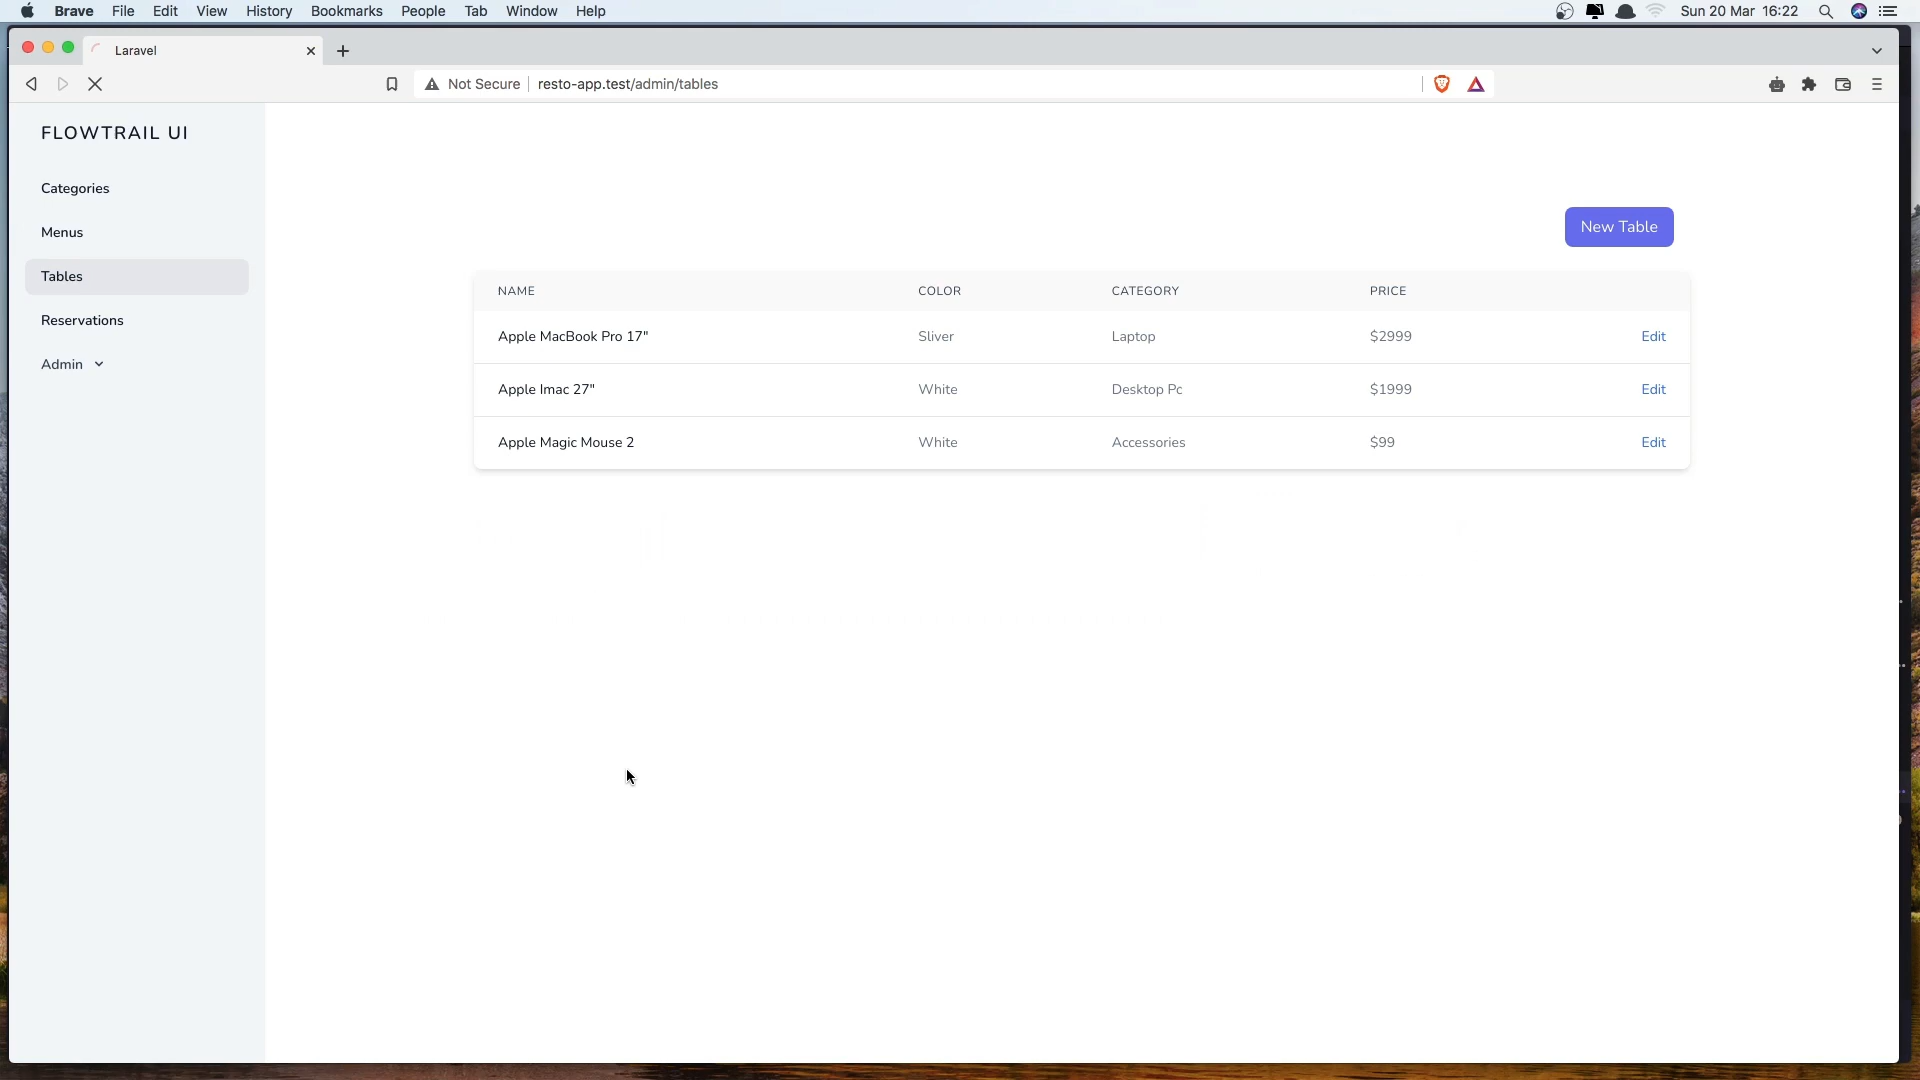 Brave File Edit View History Bookmarks People Tab Window Help Sun 20 Mar 16:22
Laravel
Not Secure resto-app.test/admin/tables
FLOWTRAIL UI
Categories
Menus
Tables
Reservations
Admin
New Table
NAME COLOR CATEGORY PRICE
Apple MacBook Pro 17" Sliver Laptop $2999 Edit
Apple Imac 27" White Desktop Pc $1999 Edit
Apple Magic Mouse 2 White Accessories $99 Edit